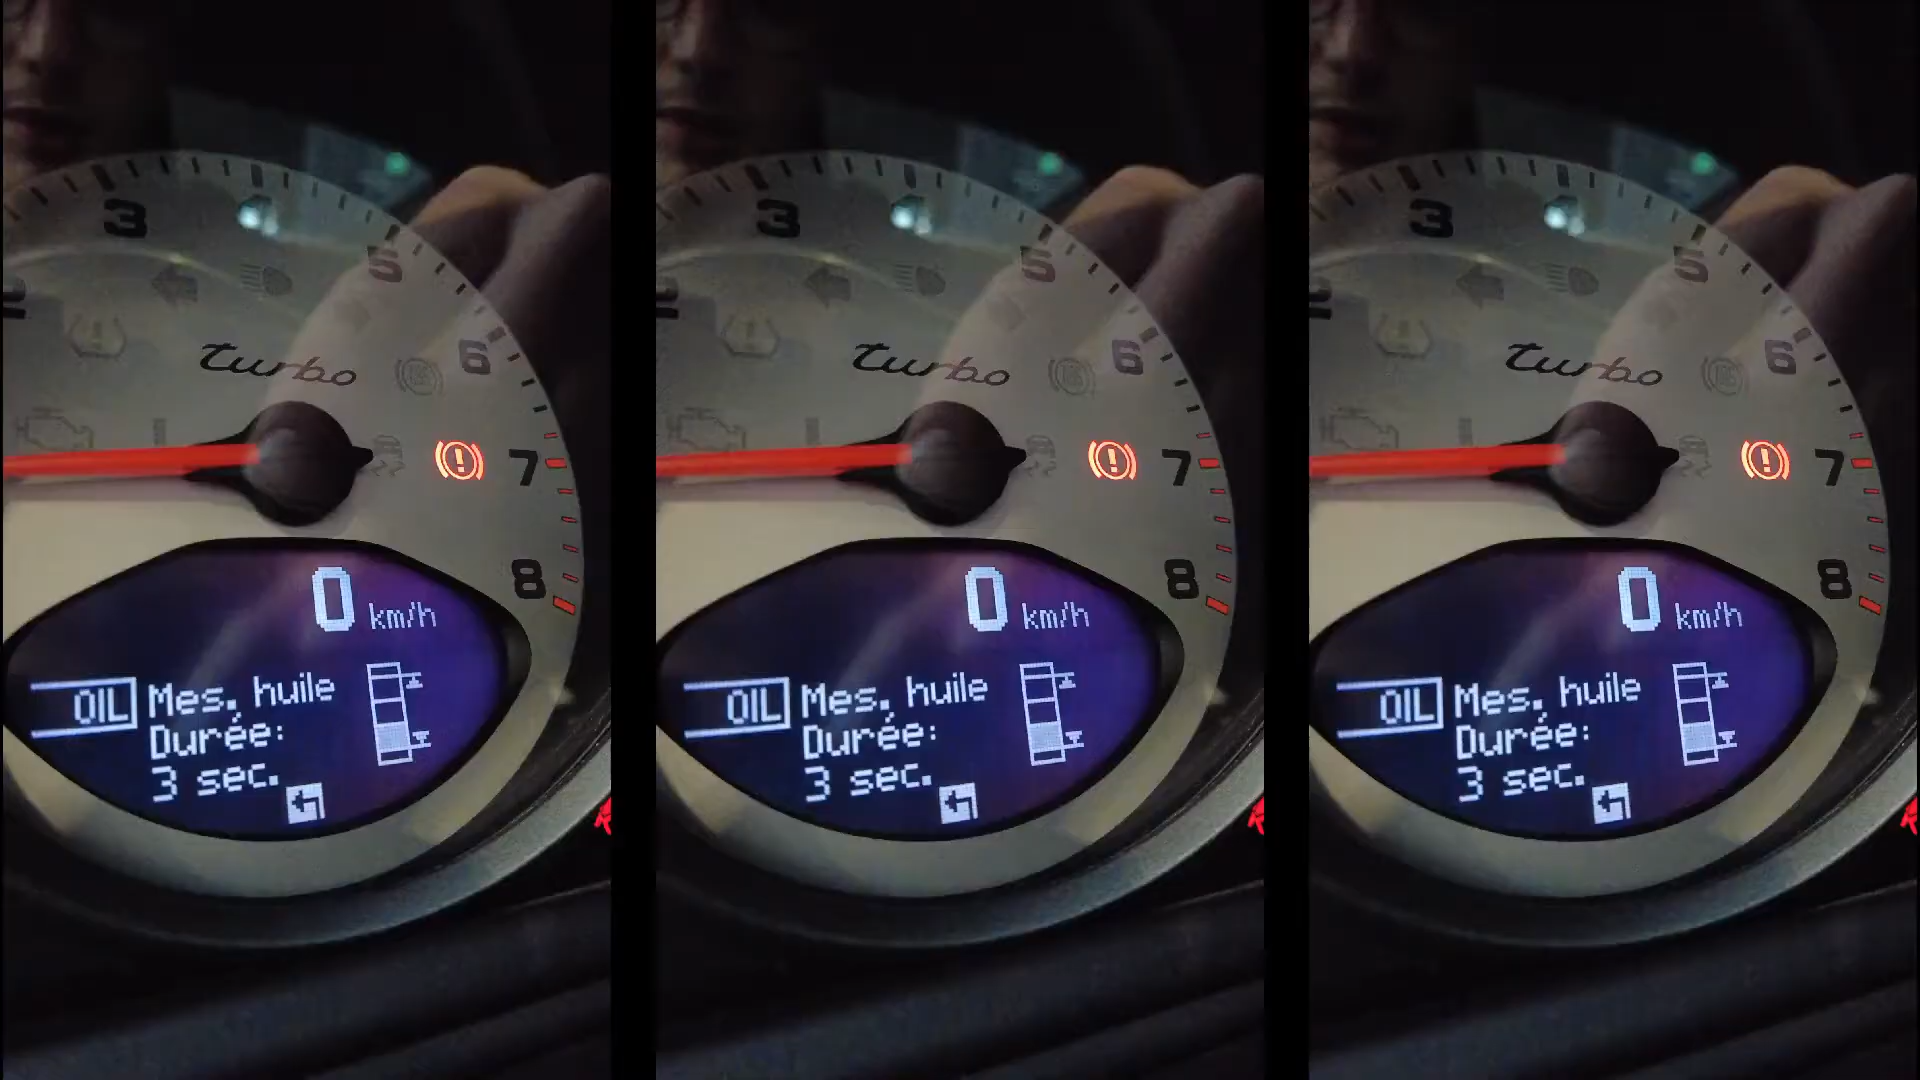 3
5
turbo
6
7
8
0 km/h
OIL Mes. huile
Durée:
3 sec.
3
5
turbo
6
7
8
0 km/h
OIL Mes. huile
Durée:
3 sec.
3
5
turbo
6
7
8
0 km/h
OIL Mes. huile
Durée:
3 sec.